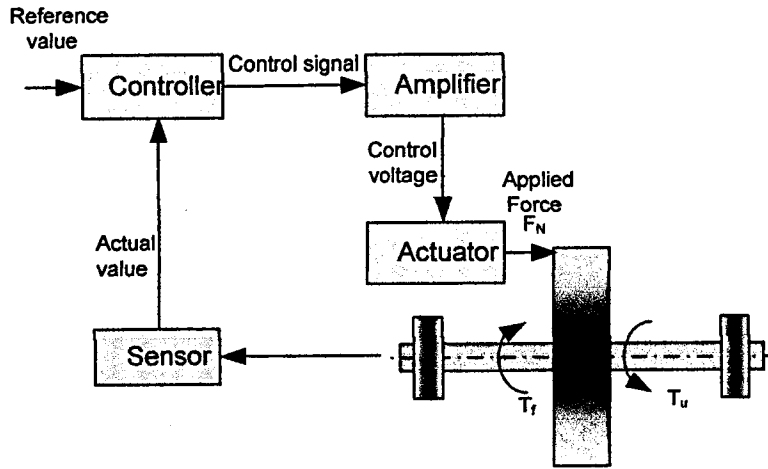 Reference
value
Controller
Control signal
Amplifier
Control
voltage
Applied
Force
F_N
Actuator
Actual
value
Sensor
T_f
T_u